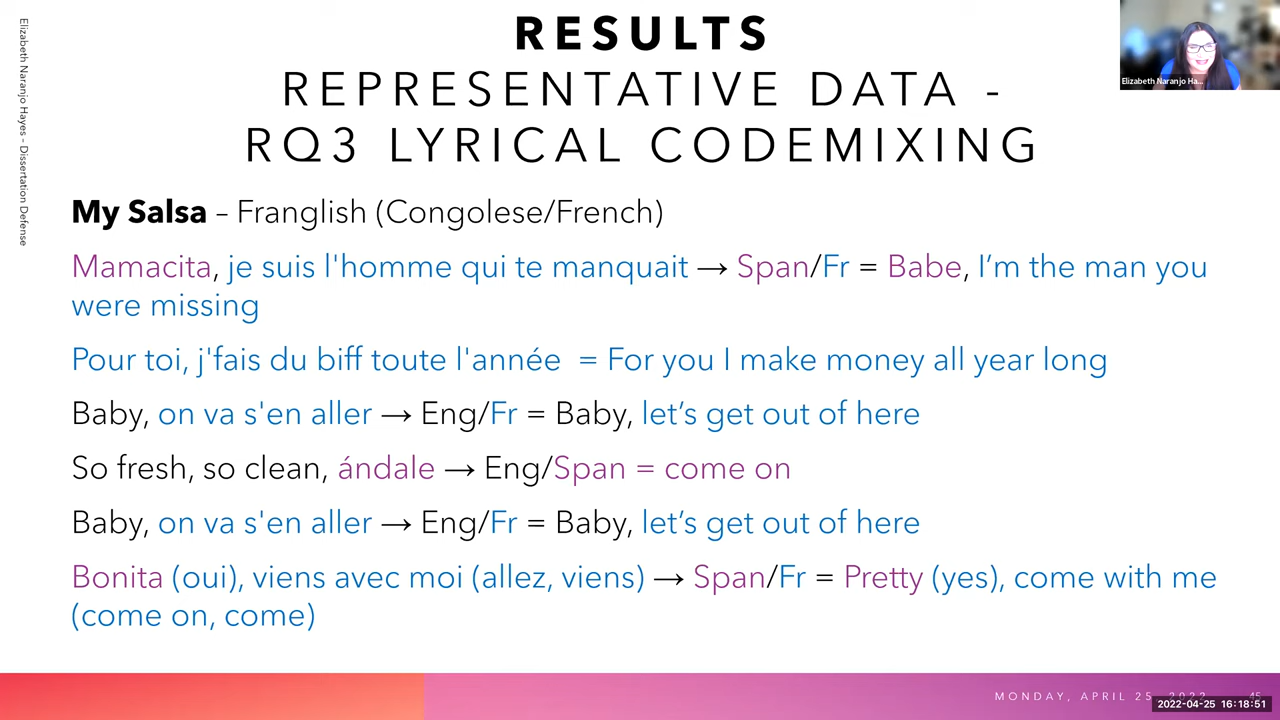 RESULTS
REPRESENTATIVE DATA -
RQ3 LYRICAL CODEMIXING
Elizabeth Naranjo Ha...
Elizabeth Naranjo Hayes – Dissertation Defense
My Salsa – Franglish (Congolese/French)
Mamacita, je suis l'homme qui te manquait → Span/Fr = Babe, I’m the man you
were missing
Pour toi, j'fais du biff toute l'année = For you I make money all year long
Baby, on va s'en aller → Eng/Fr = Baby, let’s get out of here
So fresh, so clean, ándale → Eng/Span = come on
Baby, on va s'en aller → Eng/Fr = Baby, let’s get out of here
Bonita (oui), viens avec moi (allez, viens) → Span/Fr = Pretty (yes), come with me
(come on, come)
MONDAY, APRIL 25, 2022
45
2022-04-25 16:18:51